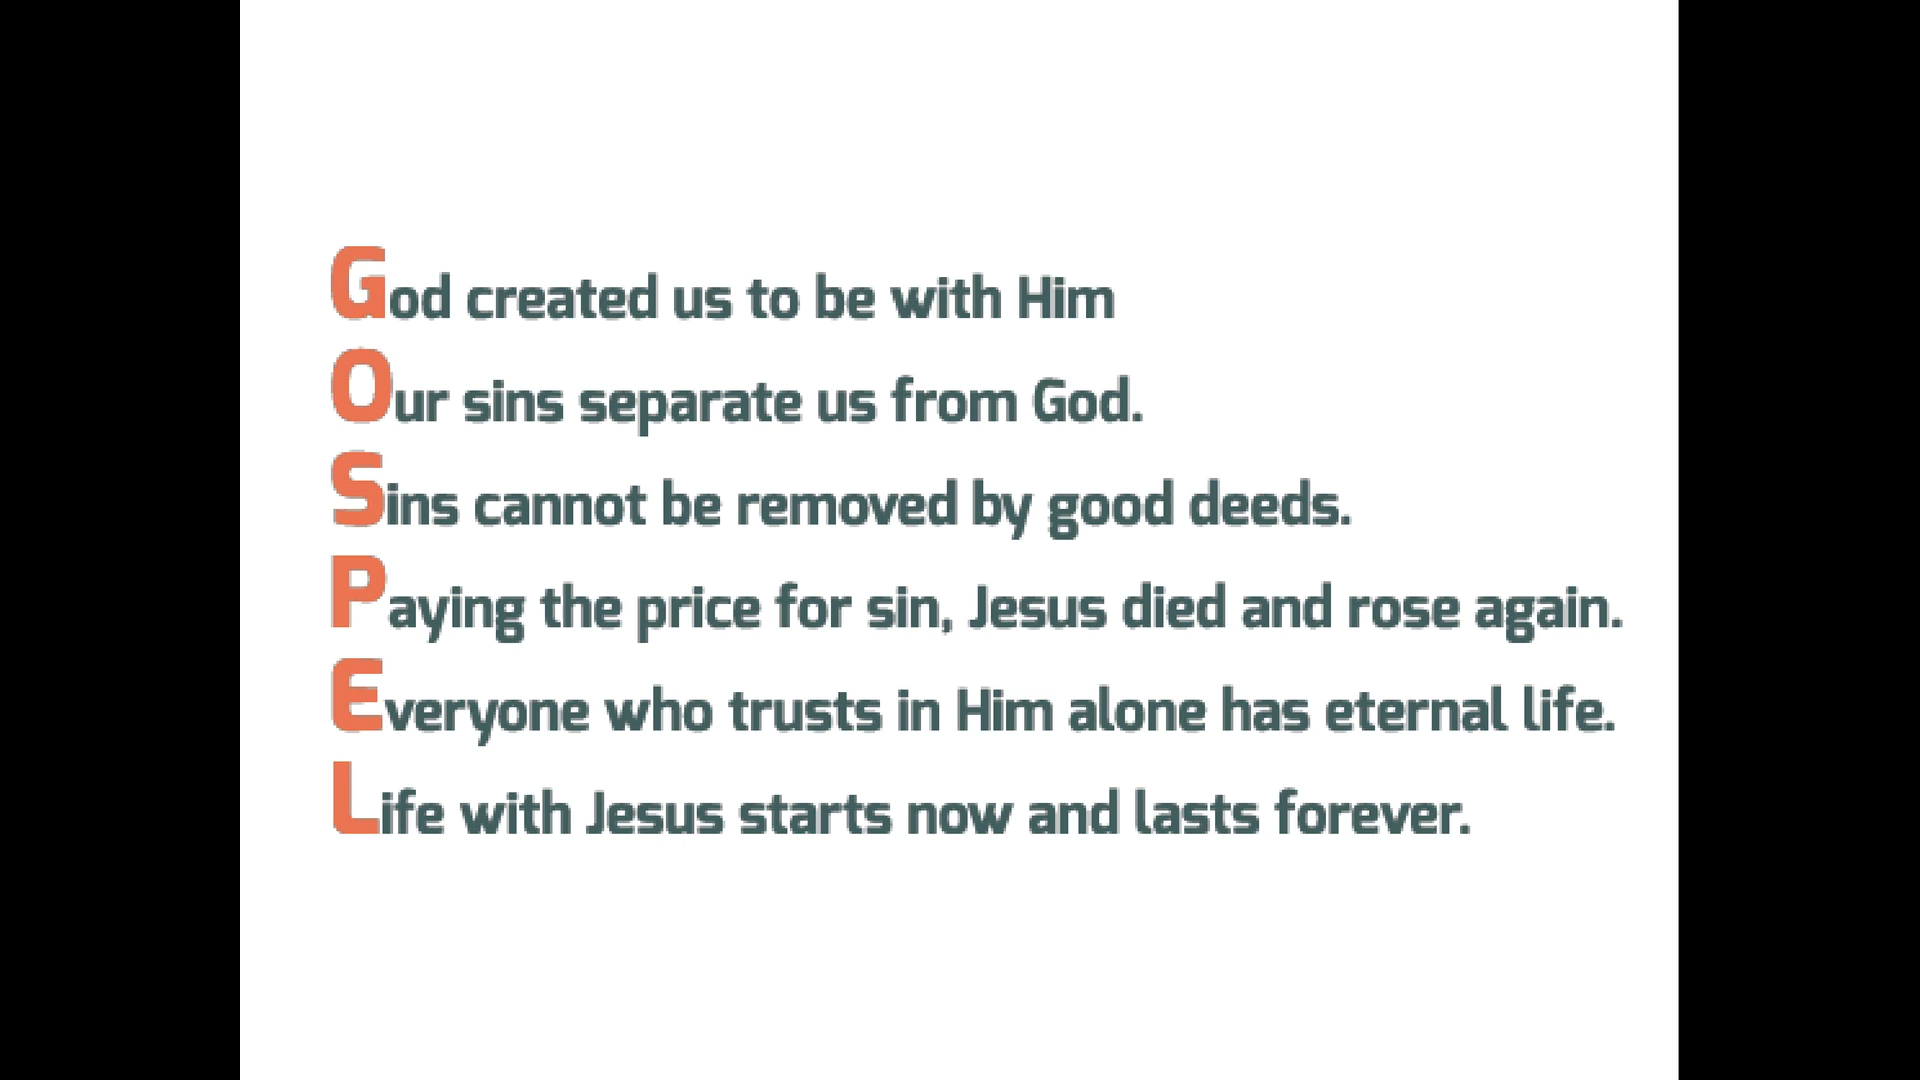 God created us to be with Him
Our sins separate us from God.
Sins cannot be removed by good deeds.
Paying the price for sin, Jesus died and rose again.
Everyone who trusts in Him alone has eternal life.
Life with Jesus starts now and lasts forever.